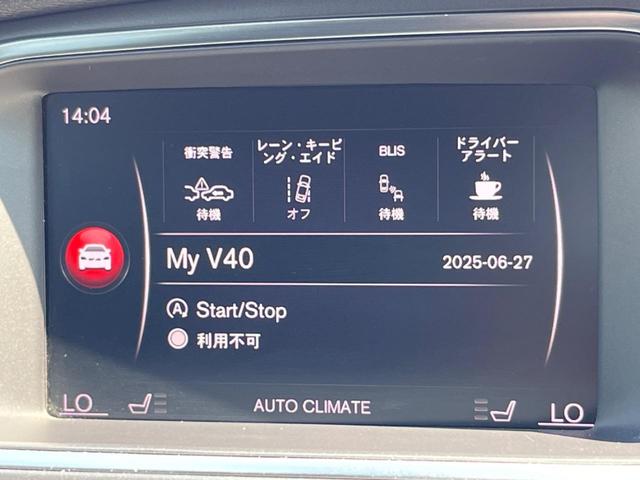 14:04
衝突警告
レーン・キーピ
ング・エイド
BLIS
ドライバー
アラート
待機
オフ
待機
待機
My V40
2025-06-27
Start/Stop
利用不可
LO
AUTO CLIMATE
LO